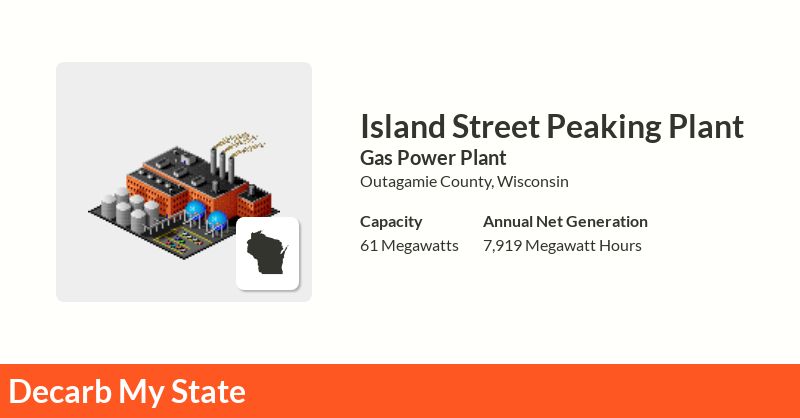 Island Street Peaking Plant
Gas Power Plant
Outagamie County, Wisconsin
Capacity Annual Net Generation
61 Megawatts 7,919 Megawatt Hours
Decarb My State